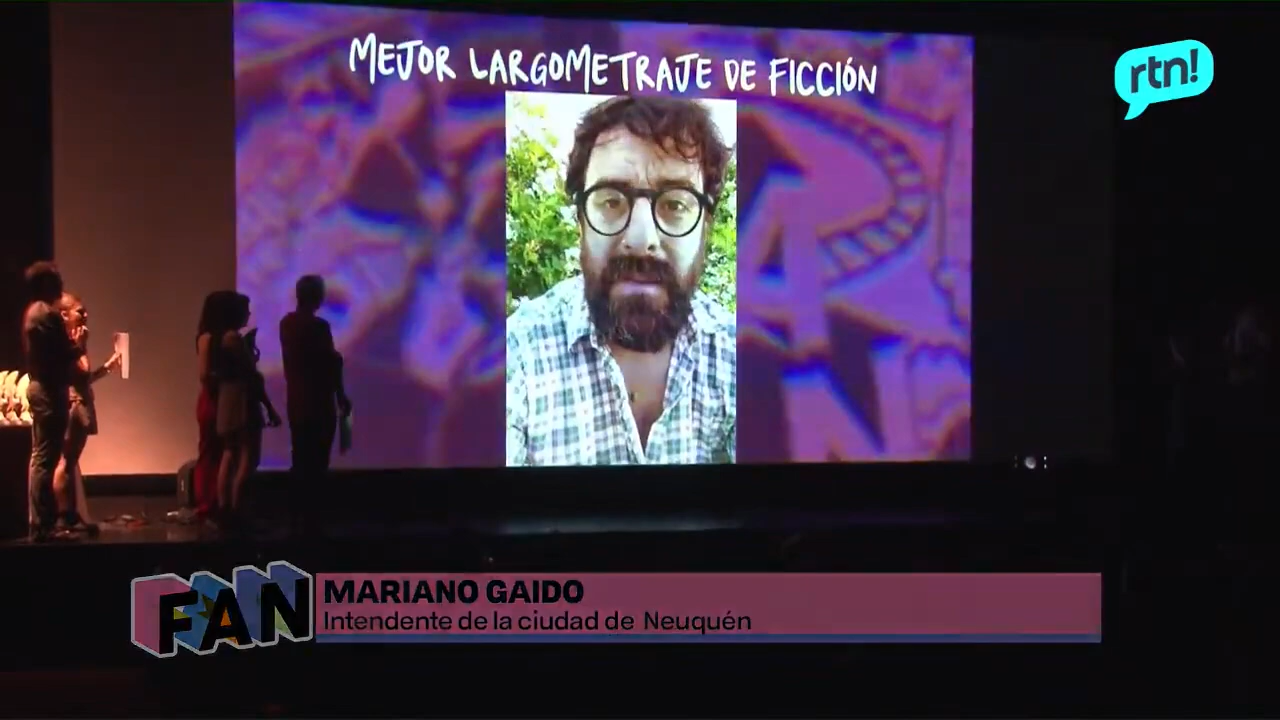 MEJOR LARGOMETRAJE DE FICCIÓN
rtn!
FAN
MARIANO GAIDO
Intendente de la ciudad de Neuquén